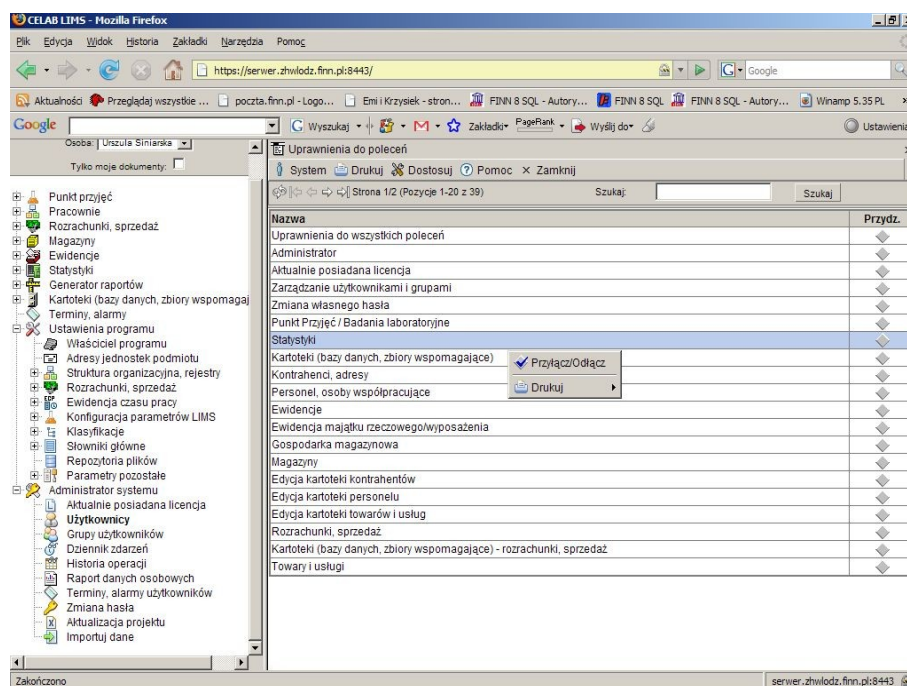 CELAB LIMS - Mozilla Firefox
Plik Edycja Widok Historia Zakładki Narzędzia Pomoc
https://serwer.zhwlodz.finn.pl:8443/
Google
Aktualności Przeglądaj wszystkie ... poczta.finn.pl - Logo... Emi i Krzysiek - stron... FINN 8 SQL - Autory... FINN 8 SQL FINN 8 SQL - Autory... Winamp 5.35 PL »
Google Wyszukaj Zakładki PageRank Wyślij do Ustawienia
Osoba: Urszula Siniarska
Tylko moje dokumenty:
Punkt przyjęć
Pracownie
Rozrachunki, sprzedaż
Magazyny
Ewidencje
Statystyki
Generator raportów
Kartoteki (bazy danych, zbiory wspomagaj
Terminy, alarmy
Ustawienia programu
Właściciel programu
Adresy jednostek podmiotu
Struktura organizacyjna, rejestry
Rozrachunki, sprzedaż
Ewidencja czasu pracy
Konfiguracja parametrów LIMS
Klasyfikacje
Słowniki główne
Repozytoria plików
Parametry pozostałe
Administrator systemu
Aktualnie posiadana licencja
Użytkownicy
Grupy użytkowników
Dziennik zdarzeń
Historia operacji
Raport danych osobowych
Terminy, alarmy użytkowników
Zmiana hasła
Aktualizacja projektu
Importuj dane
Uprawnienia do poleceń
System Drukuj Dostosuj Pomoc × Zamknij
Strona 1/2 (Pozycje 1-20 z 39) Szukaj: Szukaj
Nazwa Przydz.
Uprawnienia do wszystkich poleceń
Administrator
Aktualnie posiadana licencja
Zarządzanie użytkownikami i grupami
Zmiana własnego hasła
Punkt Przyjęć / Badania laboratoryjne
Statystyki
Kartoteki (bazy danych, zbiory wspomagające)
Kontrahenci, adresy
Personel, osoby współpracujące
Ewidencje
Ewidencja majątku rzeczowego/wyposażenia
Gospodarka magazynowa
Magazyny
Edycja kartoteki kontrahentów
Edycja kartoteki personelu
Edycja kartoteki towarów i usług
Rozrachunki, sprzedaż
Kartoteki (bazy danych, zbiory wspomagające) - rozrachunki, sprzedaż
Towary i usługi
Przyłącz/Odłącz
Drukuj
Zakończono serwer.zhwlodz.finn.pl:8443